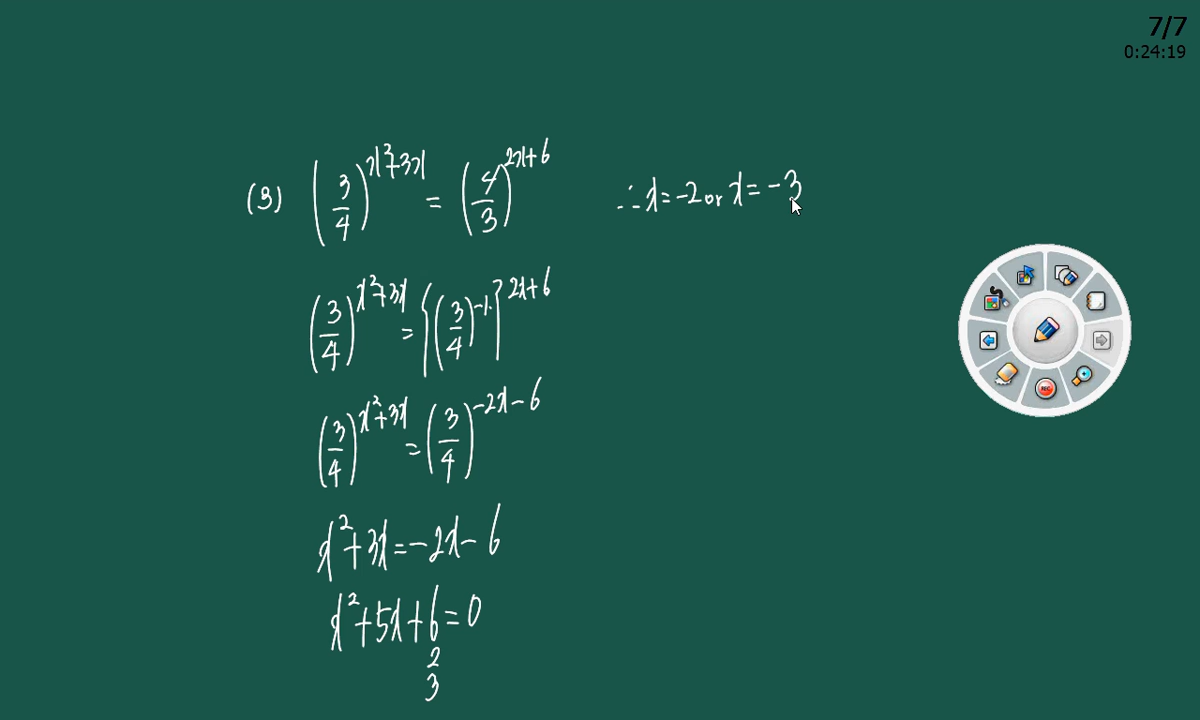 7/7
0:24:19
(3) (3/4)^(x²+3x) = (4/3)^(2x+6)
(3/4)^(x²+3x) = {(3/4)^-1}^(2x+6)
(3/4)^(x²+3x) = (3/4)^(-2x-6)
x²+3x=-2x-6
x²+5x+6=0
2
3
∴x=-2 or x=-3
REC